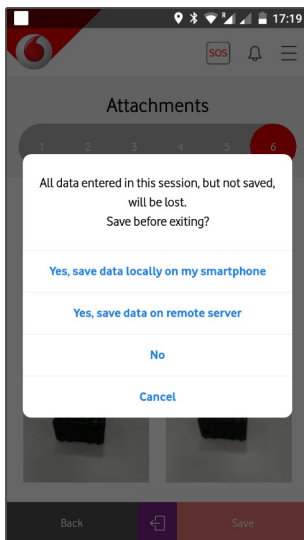 17:19
R
SOS
Attachments
1 2 3 4 5 6
All data entered in this session, but not saved,
will be lost.
Save before exiting?
Yes, save data locally on my smartphone
Yes, save data on remote server
No
Cancel
Back Save